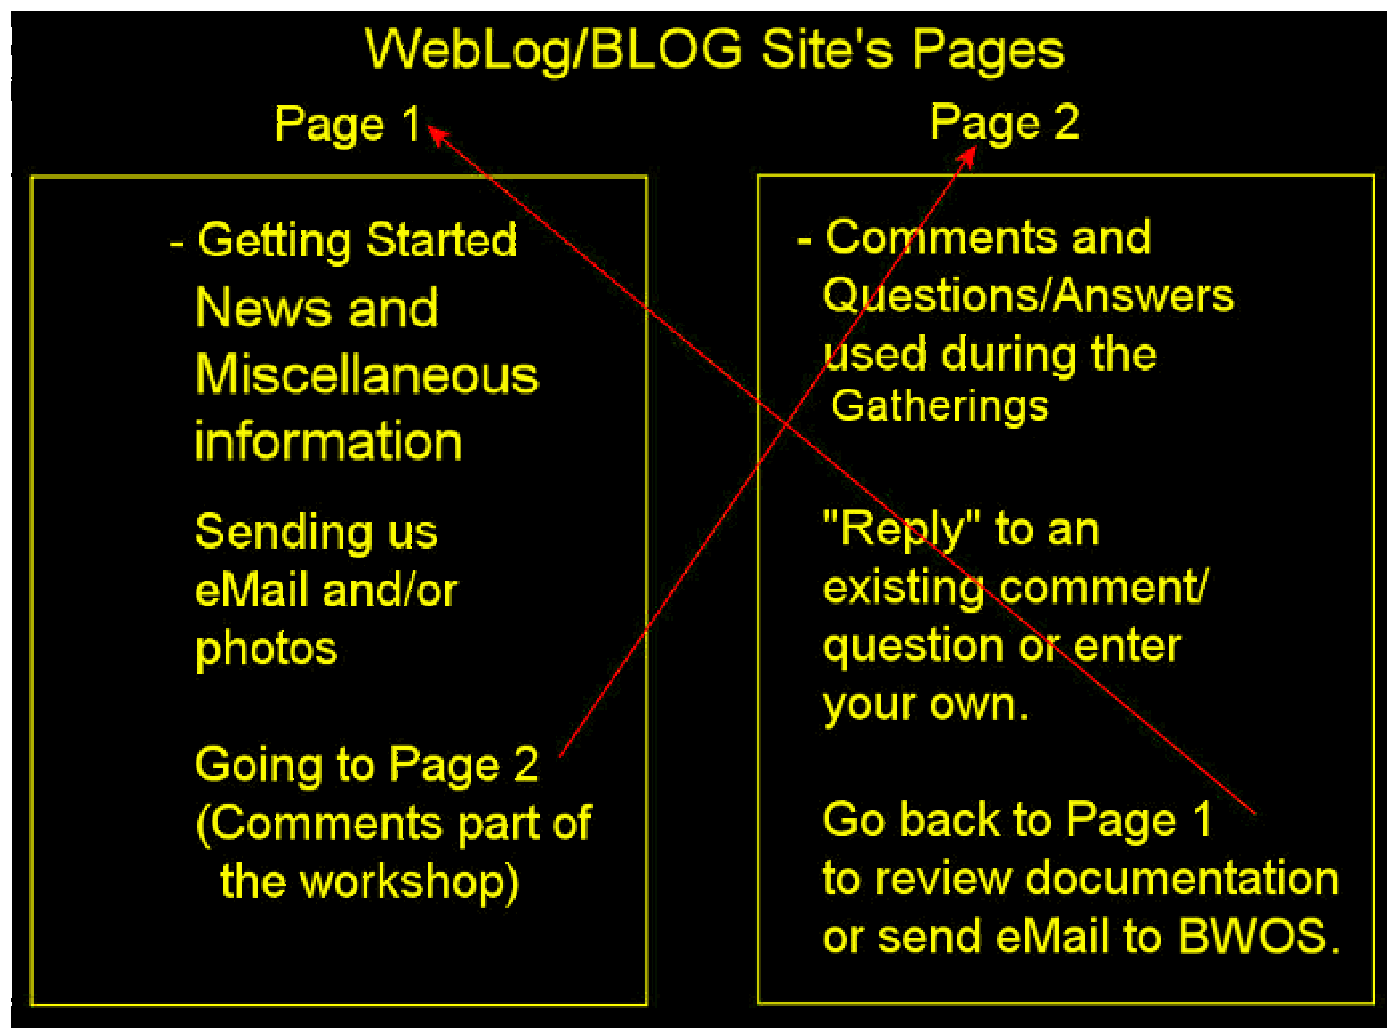 WebLog/BLOG Site's Pages
Page 1
- Getting Started
News and
Miscellaneous
information
Sending us
eMail and/or
photos
Going to Page 2
(Comments part of
the workshop)
Page 2
- Comments and
Questions/Answers
used during the
Gatherings
"Reply" to an
existing comment/
question or enter
your own.
Go back to Page 1
to review documentation
or send eMail to BWOS.